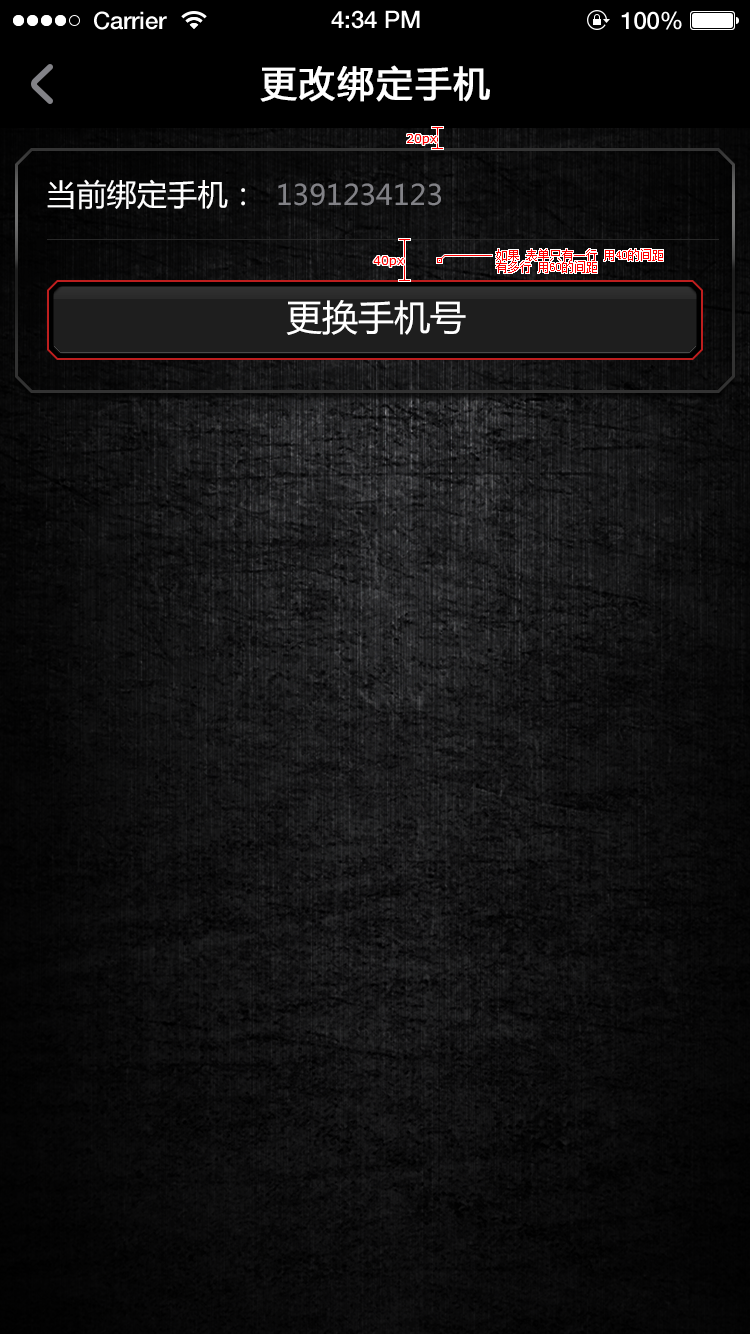 Carrier 4:34 PM 100%
更改绑定手机
20px
当前绑定手机： 1391234123
40px
如果 表单只有一行 用40的间距
有多行 用60的间距
更换手机号